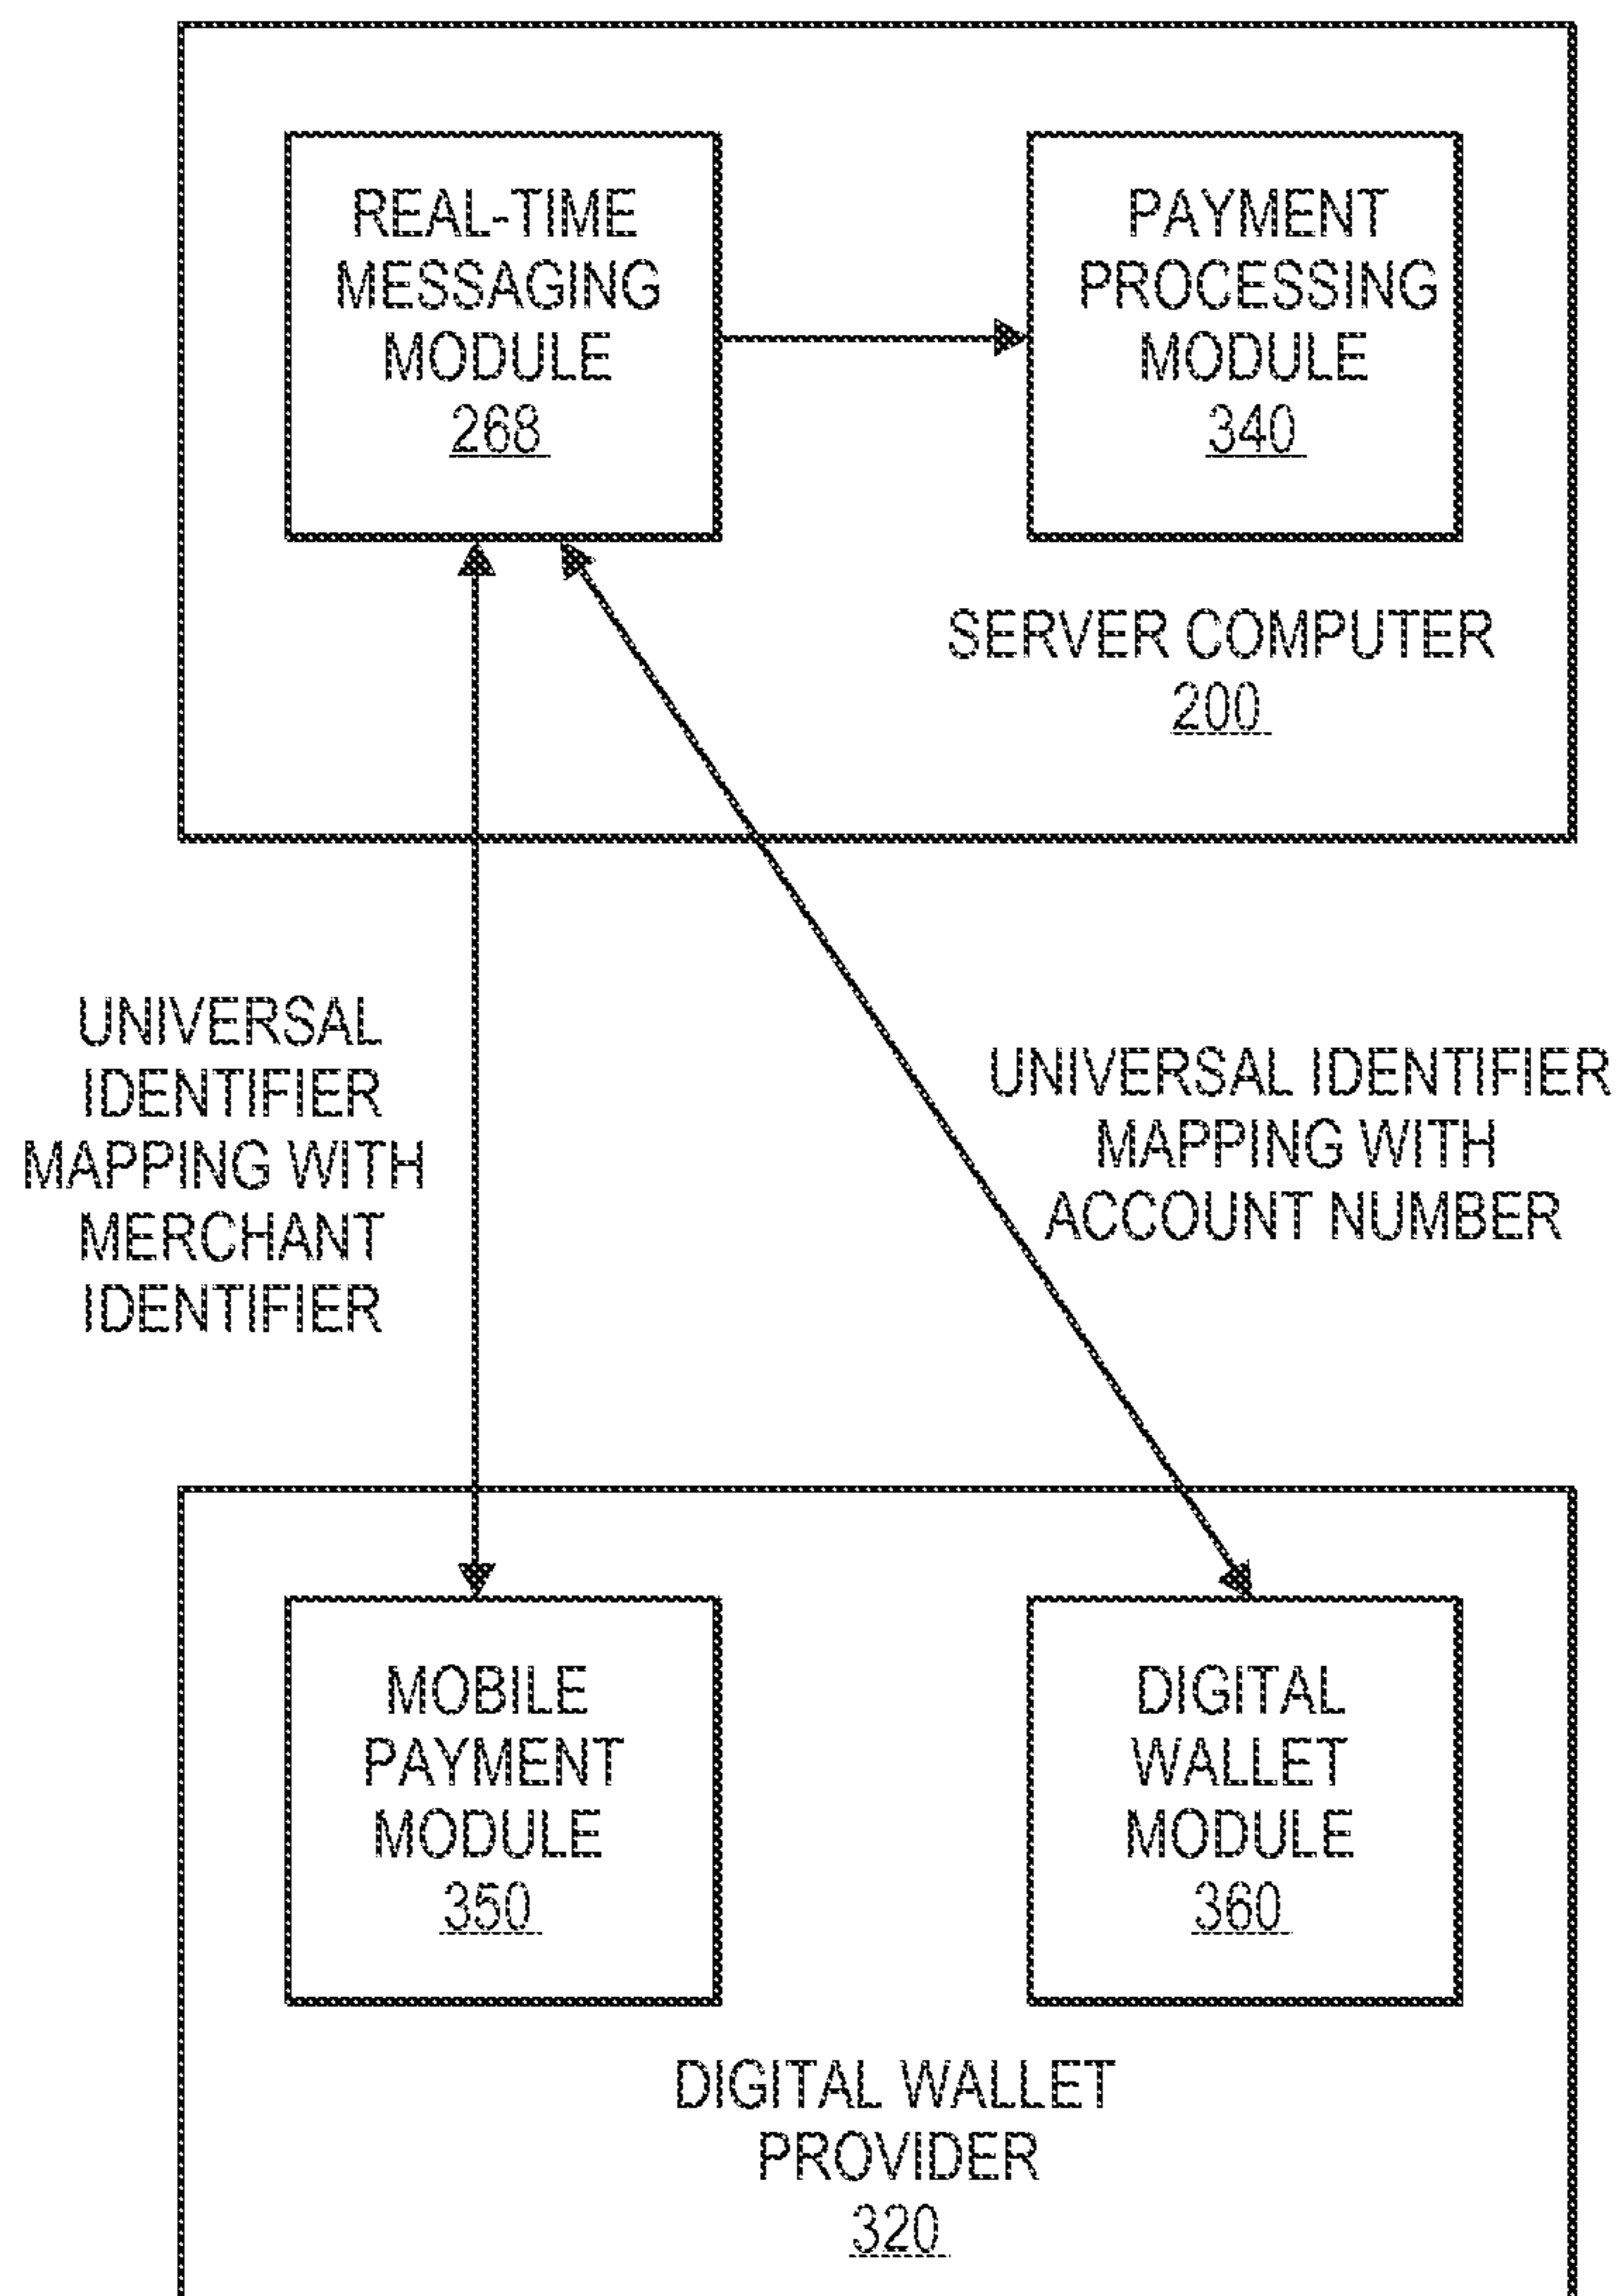 REAL-TIME
MESSAGING
MODULE
268
PAYMENT
PROCESSING
MODULE
340
SERVER COMPUTER
200
UNIVERSAL
IDENTIFIER
MAPPING WITH
MERCHANT
IDENTIFIER
UNIVERSAL IDENTIFIER
MAPPING WITH
ACCOUNT NUMBER
MOBILE
PAYMENT
MODULE
350
DIGITAL
WALLET
MODULE
360
DIGITAL WALLET
PROVIDER
320